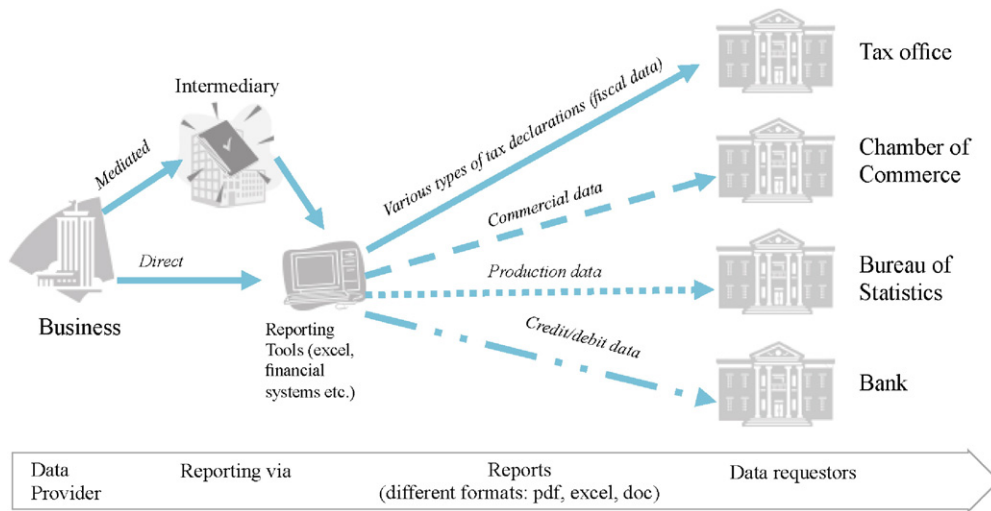 Tax office
Intermediary
Various types of tax declarations (fiscal data)
Mediated
Chamber of
Commerce
Commercial data
Direct
Production data
Bureau of
Statistics
Business
Reporting
Tools (excel,
financial
systems etc.)
Credit/debit data
Bank
Data
Provider
Reporting via
Reports
(different formats: pdf, excel, doc)
Data requestors